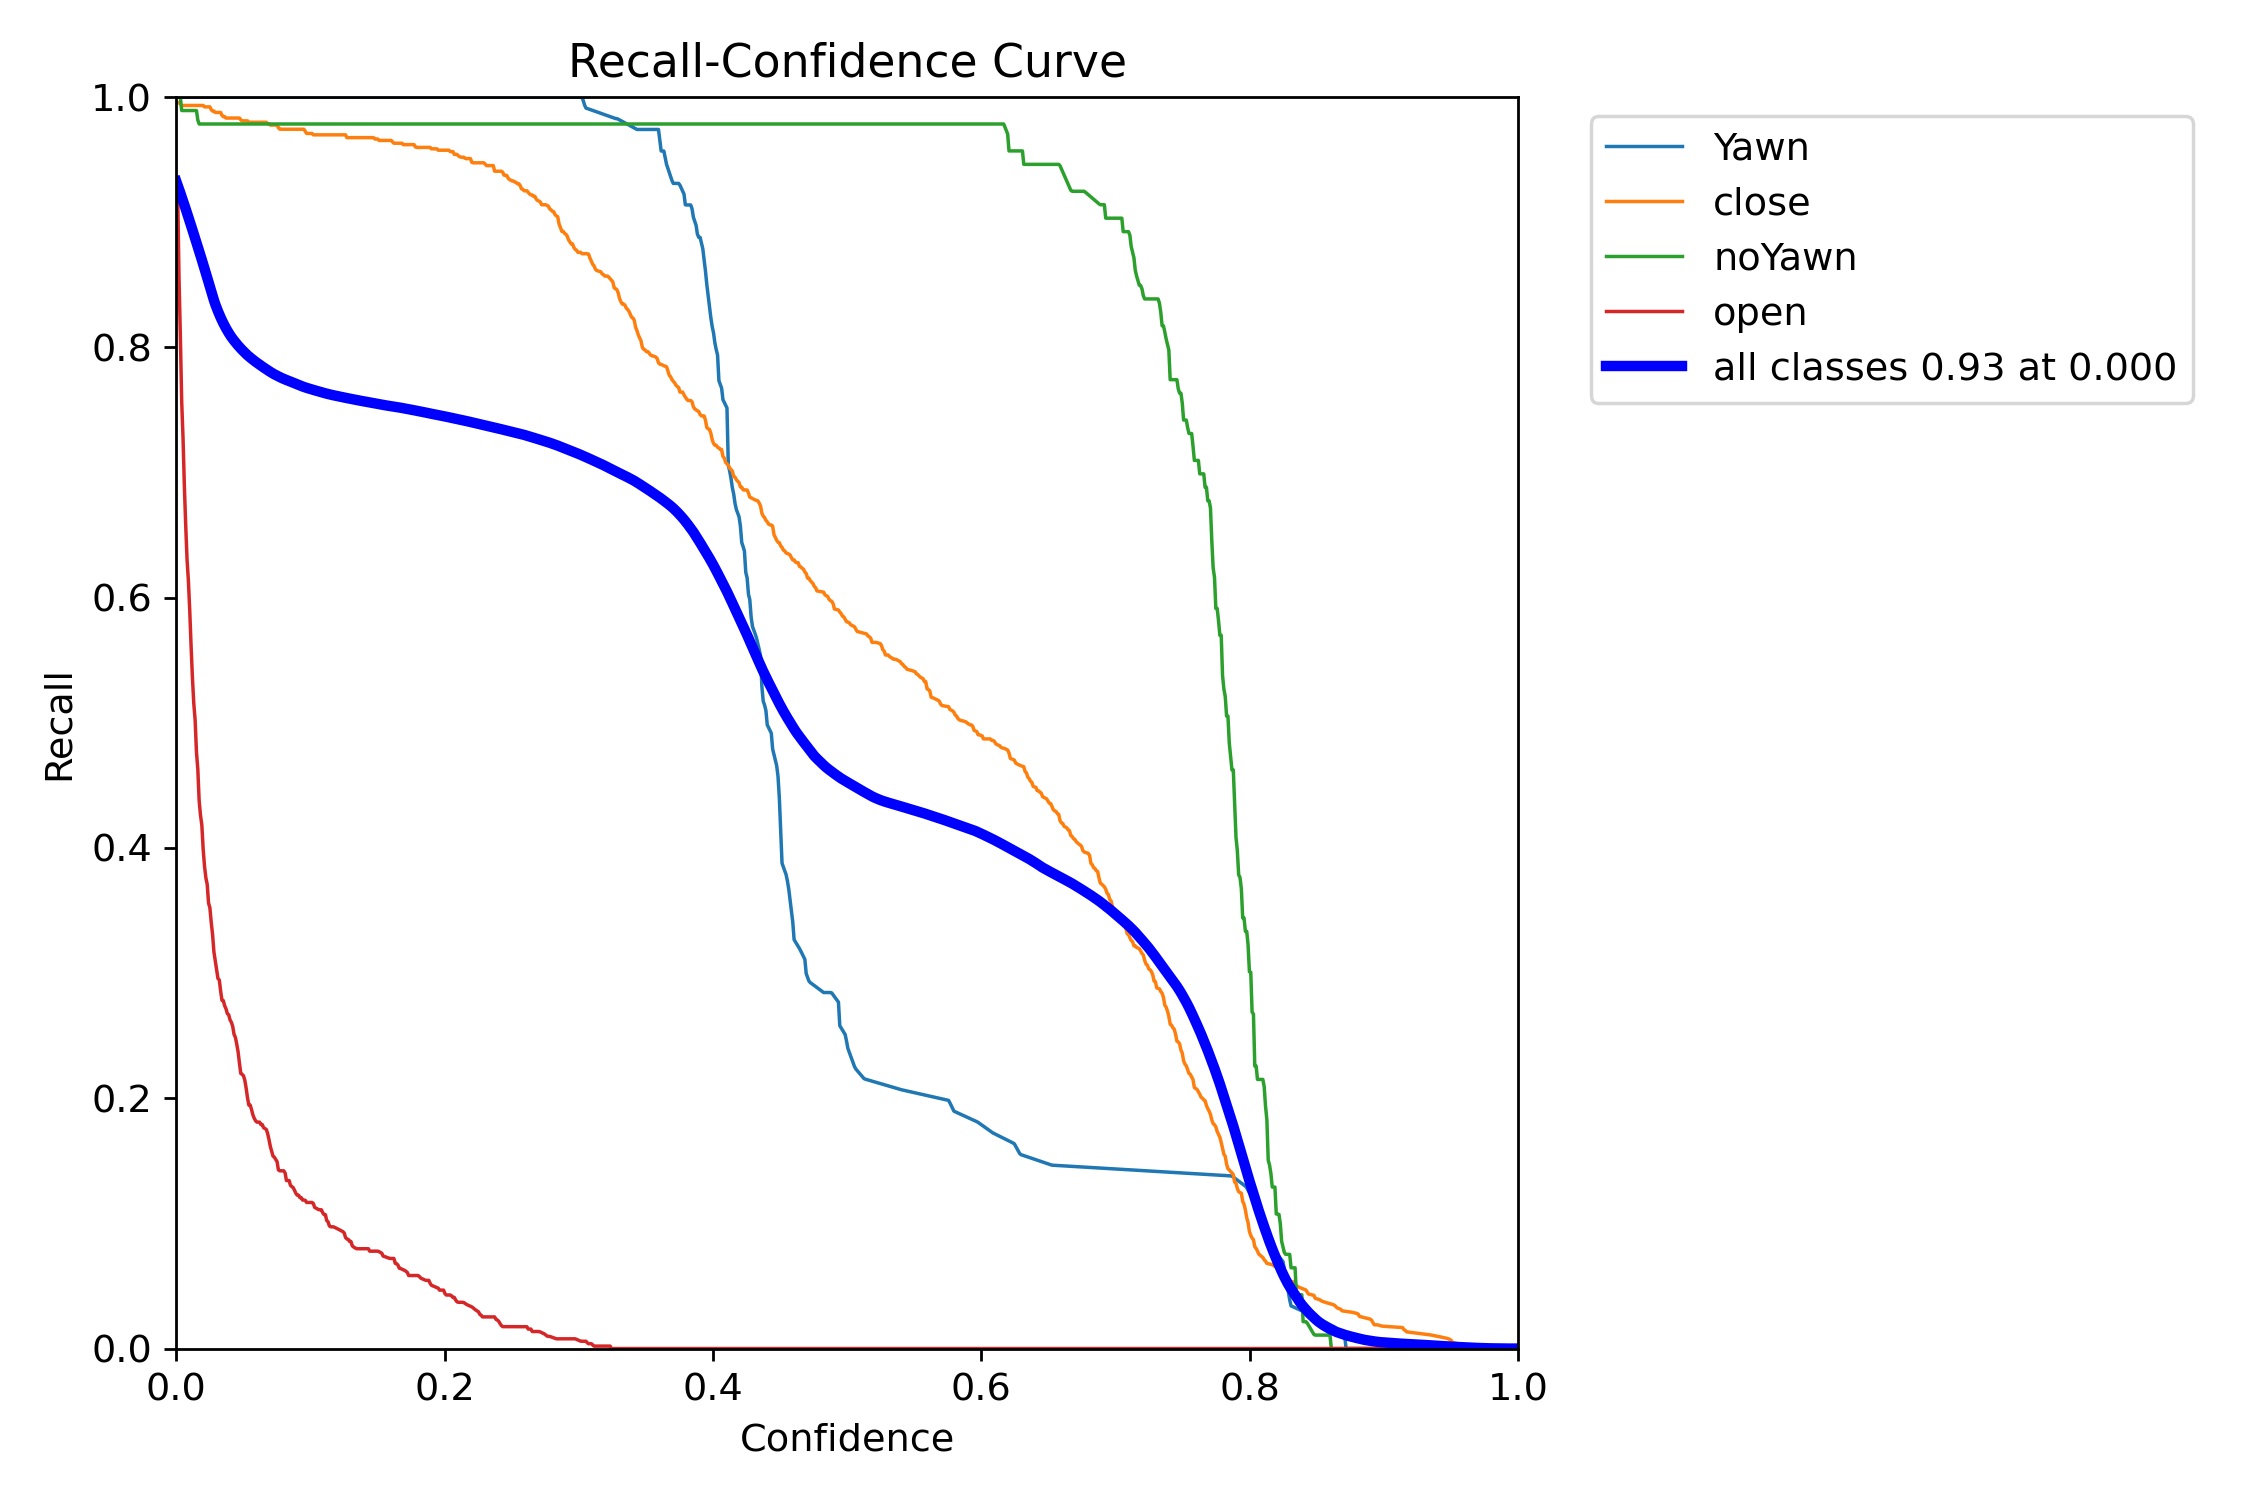 Recall-Confidence Curve
1.0
0.8
0.6
0.4
0.2
0.0
Recall
0.0 0.2 0.4 0.6 0.8 1.0
Confidence
Yawn
close
noYawn
open
all classes 0.93 at 0.000